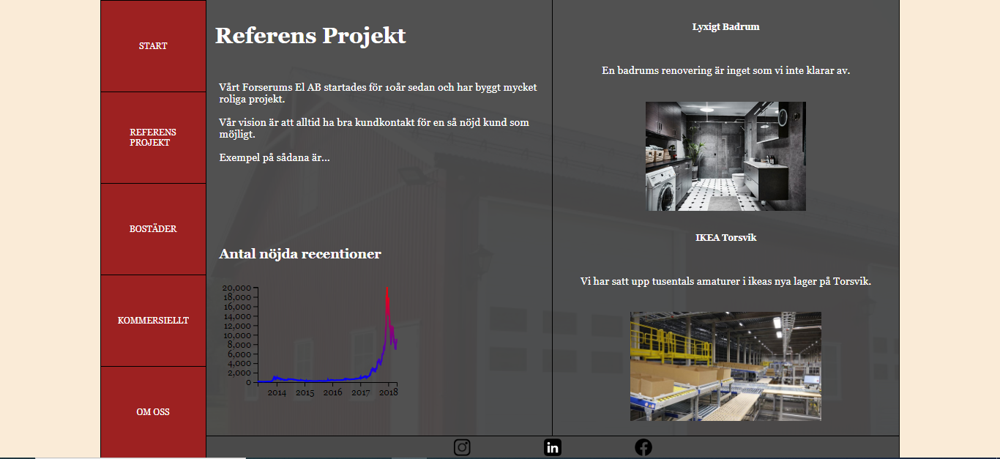 START
REFERENS
PROJEKT
BOSTÄDER
KOMMERSIELLT
OM OSS
Referens Projekt
Vårt Forserums El AB startades för 10år sedan och har byggt mycket
roliga projekt.
Vår vision är att alltid ha bra kundkontakt för en så nöjd kund som
möjligt.
Exempel på sådana är...
Antal nöjda recentioner
20,000
18,000
16,000
14,000
12,000
10,000
8,000
6,000
4,000
2,000
0
2014 2015 2016 2017 2018
Lyxigt Badrum
En badrums renovering är inget som vi inte klarar av.
IKEA Torsvik
Vi har satt upp tusentals amaturer i ikeas nya lager på Torsvik.
in